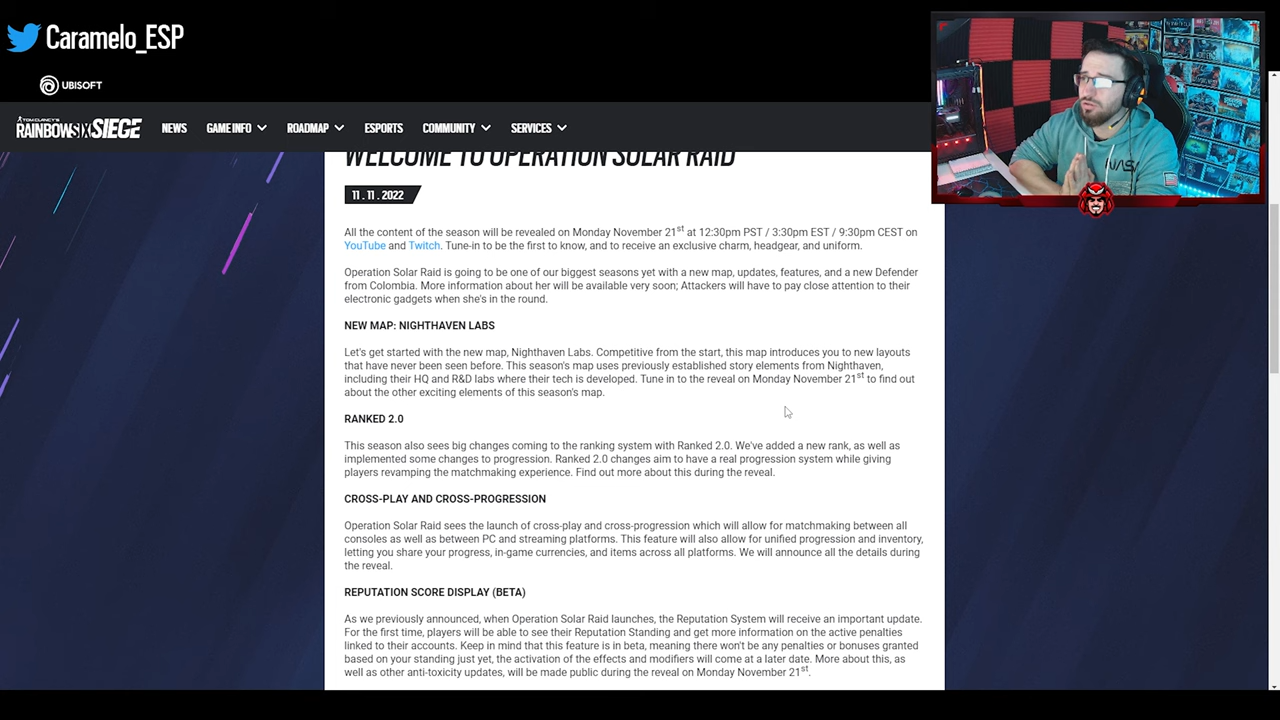 Caramelo_ESP
UBISOFT
TOM CLANCY'S
RAINBOWSIX SIEGE
NEWS GAME INFO ROADMAP ESPORTS COMMUNITY SERVICES
WELCOME TO OPERATION SOLAR RAID
11 . 11 . 2022
All the content of the season will be revealed on Monday November 21st at 12:30pm PST / 3:30pm EST / 9:30pm CEST on
YouTube and Twitch. Tune-in to be the first to know, and to receive an exclusive charm, headgear, and uniform.
Operation Solar Raid is going to be one of our biggest seasons yet with a new map, updates, features, and a new Defender
from Colombia. More information about her will be available very soon; Attackers will have to pay close attention to their
electronic gadgets when she's in the round.
NEW MAP: NIGHTHAVEN LABS
Let's get started with the new map, Nighthaven Labs. Competitive from the start, this map introduces you to new layouts
that have never been seen before. This season's map uses previously established story elements from Nighthaven,
including their HQ and R&D labs where their tech is developed. Tune in to the reveal on Monday November 21st to find out
about the other exciting elements of this season's map.
RANKED 2.0
This season also sees big changes coming to the ranking system with Ranked 2.0. We've added a new rank, as well as
implemented some changes to progression. Ranked 2.0 changes aim to have a real progression system while giving
players revamping the matchmaking experience. Find out more about this during the reveal.
CROSS-PLAY AND CROSS-PROGRESSION
Operation Solar Raid sees the launch of cross-play and cross-progression which will allow for matchmaking between all
consoles as well as between PC and streaming platforms. This feature will also allow for unified progression and inventory,
letting you share your progress, in-game currencies, and items across all platforms. We will announce all the details during
the reveal.
REPUTATION SCORE DISPLAY (BETA)
As we previously announced, when Operation Solar Raid launches, the Reputation System will receive an important update.
For the first time, players will be able to see their Reputation Standing and get more information on the active penalties
linked to their accounts. Keep in mind that this feature is in beta, meaning there won't be any penalties or bonuses granted
based on your standing just yet, the activation of the effects and modifiers will come at a later date. More about this, as
well as other anti-toxicity updates, will be made public during the reveal on Monday November 21st.
NASA